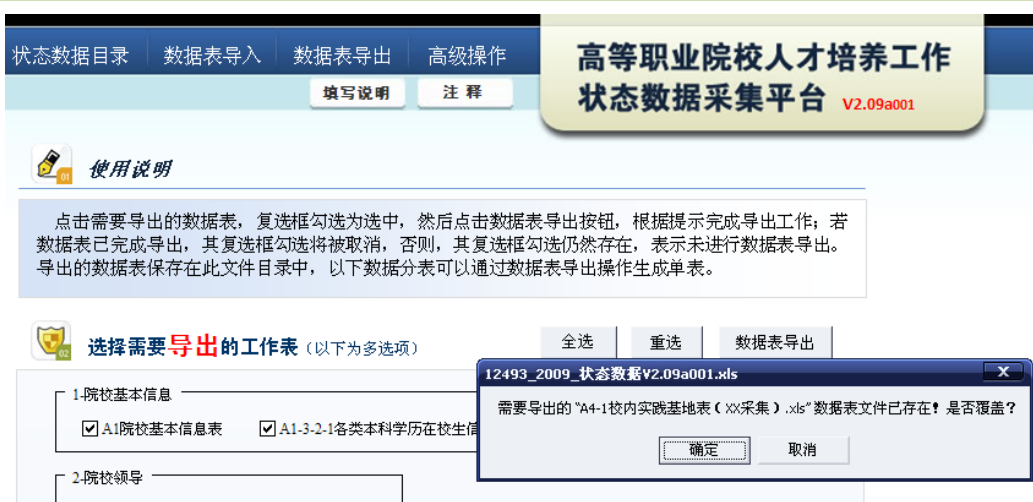 状态数据目录 数据表导入 数据表导出 高级操作
高等职业院校人才培养工作
状态数据采集平台 V2.09a001
填写说明 注 释
01 使用说明
点击需要导出的数据表，复选框勾选为选中，然后点击数据表导出按钮，根据提示完成导出工作；若
数据表已完成导出，其复选框勾选将被取消，否则，其复选框勾选仍然存在，表示未进行数据表导出。
导出的数据表保存在此文件目录中，以下数据分表可以通过数据表导出操作生成单表。
02 选择需要导出的工作表（以下为多选项）
全选 重选 数据表导出
12493_2009_状态数据V2.09a001.xls X
需要导出的“A4-1校内实践基地表（XX采集）.xls”数据表文件已存在！是否覆盖？
确定 取消
1-院校基本信息
A1院校基本信息表 A1-3-2-1各类本科学历在校生信
2-院校领导